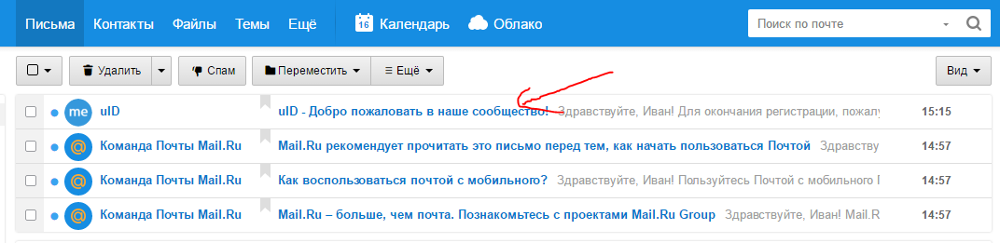 Письма Контакты Файлы Темы Ещё 16 Календарь Облако Поиск по почте
Удалить Спам Переместить Ещё Вид
me uID uID - Добро пожаловать в наше сообщество! Здравствуйте, Иван! Для окончания регистрации, пожалу 15:15
@ Команда Почты Mail.Ru Mail.Ru рекомендует прочитать это письмо перед тем, как начать пользоваться Почтой Здравству 14:57
@ Команда Почты Mail.Ru Как воспользоваться почтой с мобильного? Здравствуйте, Иван! Пользуйтесь Почтой с мобильного 14:57
@ Команда Почты Mail.Ru Mail.Ru – больше, чем почта. Познакомьтесь с проектами Mail.Ru Group Здравствуйте, Иван! Mail.R 14:57